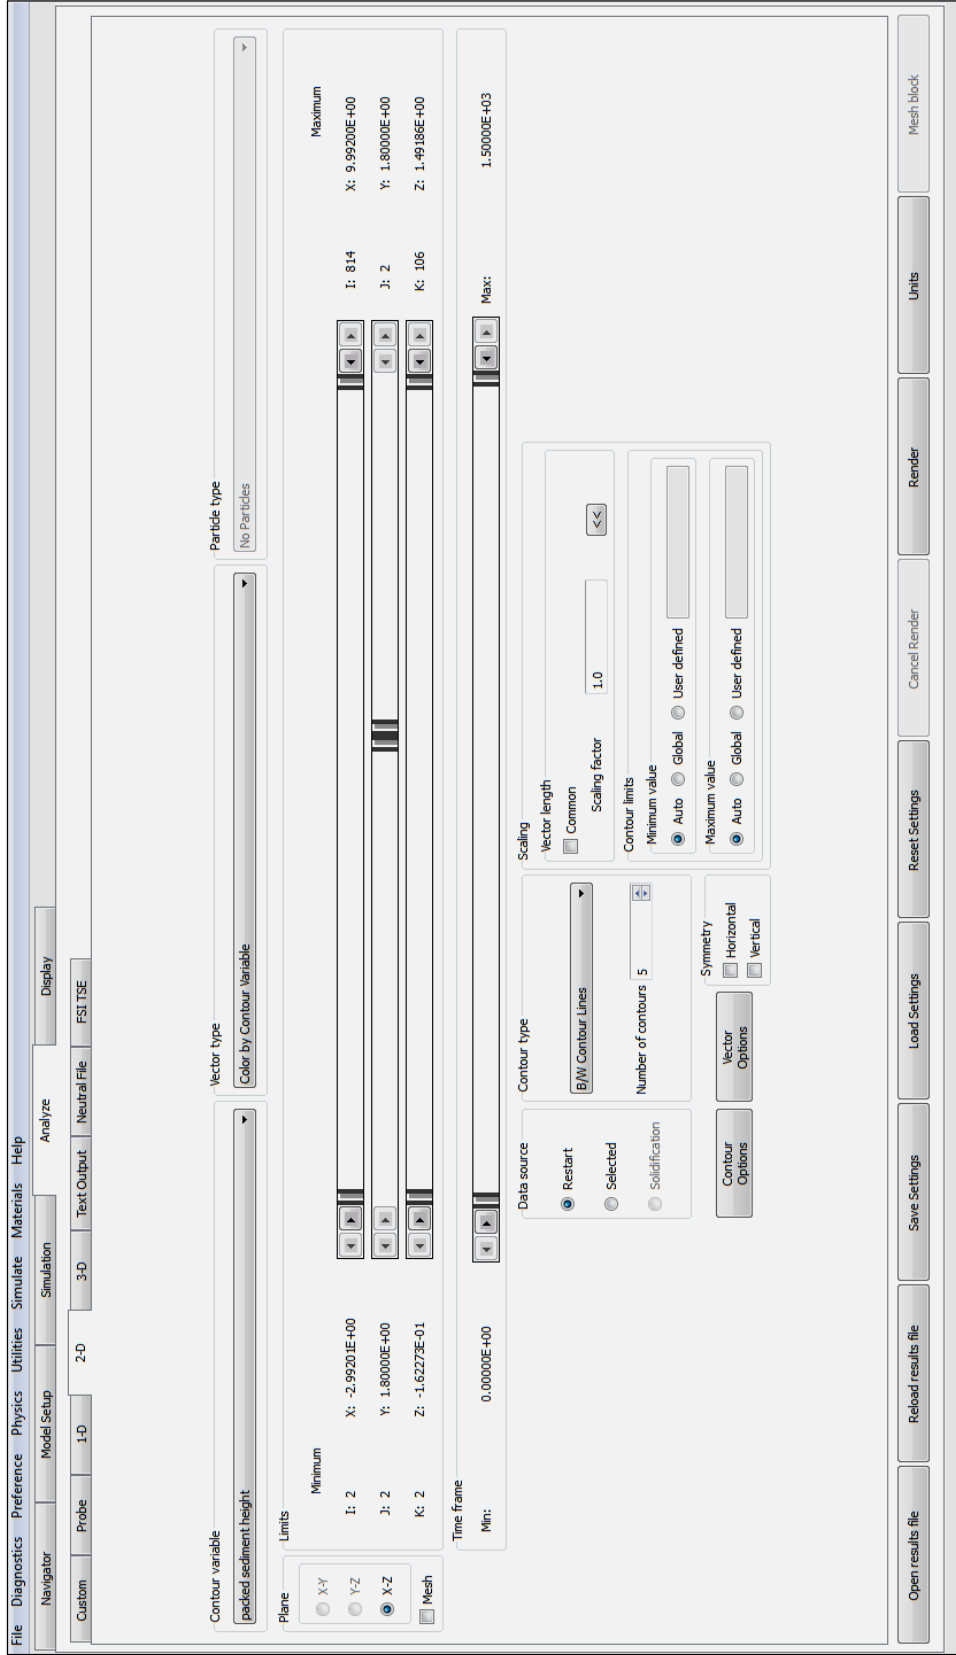 File Diagnostics Preference Physics Utilities Simulate Materials Help
Navigator Model Setup Simulation Analyze Display
Custom Probe 1-D 2-D 3-D Text Output Neutral File FSI TSE
Contour variable Vector type Particle type
packed sediment height Color by Contour Variable No Particles
Plane
X-Y
Y-Z
X-Z
Mesh
Limits
Minimum Maximum
I: 2 X: -2.99201E+00 I: 814 X: 9.99200E+00
J: 2 Y: 1.80000E+00 J: 2 Y: 1.80000E+00
K: 2 Z: -1.62273E-01 K: 106 Z: 1.49186E+00
Time frame
Min: 0.00000E+00 Max: 1.50000E+03
Data source
Restart
Selected
Solidification
Contour type
B/W Contour Lines
Number of contours 5
Contour Options
Vector Options
Symmetry
Horizontal
Vertical
Scaling
Vector length
Common
Scaling factor 1.0 <<
Contour limits
Minimum value
Auto Global User defined
Maximum value
Auto Global User defined
Open results file Reload results file Save Settings Load Settings Reset Settings Cancel Render Render Units Mesh block